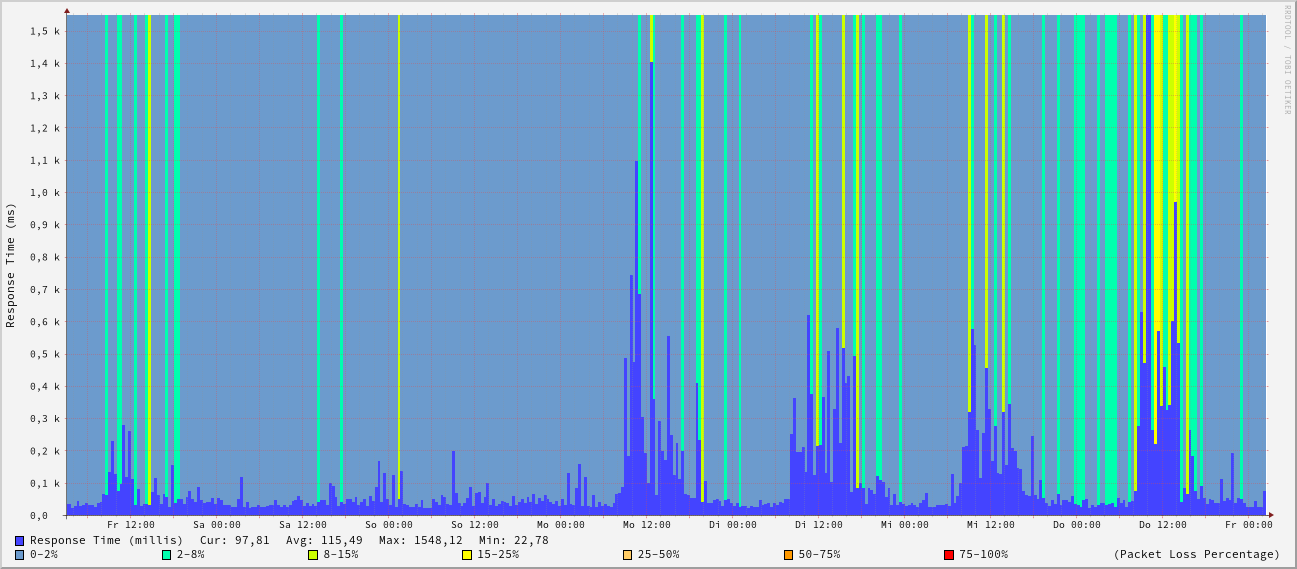 RRDTOOL / TOBI OETIKER
Response Time (ms)
1,5 k
1,4 k
1,3 k
1,2 k
1,1 k
1,0 k
0,9 k
0,8 k
0,7 k
0,6 k
0,5 k
0,4 k
0,3 k
0,2 k
0,1 k
0,0
Fr 12:00 Sa 00:00 Sa 12:00 So 00:00 So 12:00 Mo 00:00 Mo 12:00 Di 00:00 Di 12:00 Mi 00:00 Mi 12:00 Do 00:00 Do 12:00 Fr 00:00
Response Time (millis) Cur: 97,81 Avg: 115,49 Max: 1548,12 Min: 22,78
0-2% 2-8% 8-15% 15-25% 25-50% 50-75% 75-100% (Packet Loss Percentage)